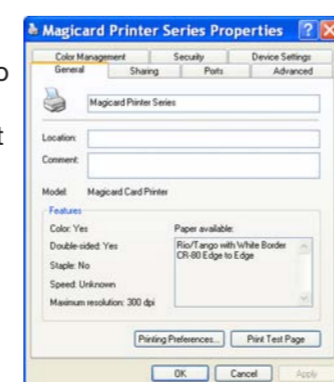 Magicard Printer Series Properties
Color Management Security Device Settings
General Sharing Ports Advanced
Magicard Printer Series
Location:
Comment:
Model: Magicard Card Printer
Features
Color: Yes
Double-sided: Yes
Staple: No
Speed: Unknown
Maximum resolution: 300 dpi
Paper available:
Rio/Tango with White Border
CR-80 Edge to Edge
Printing Preferences...
Print Test Page
OK Cancel Apply